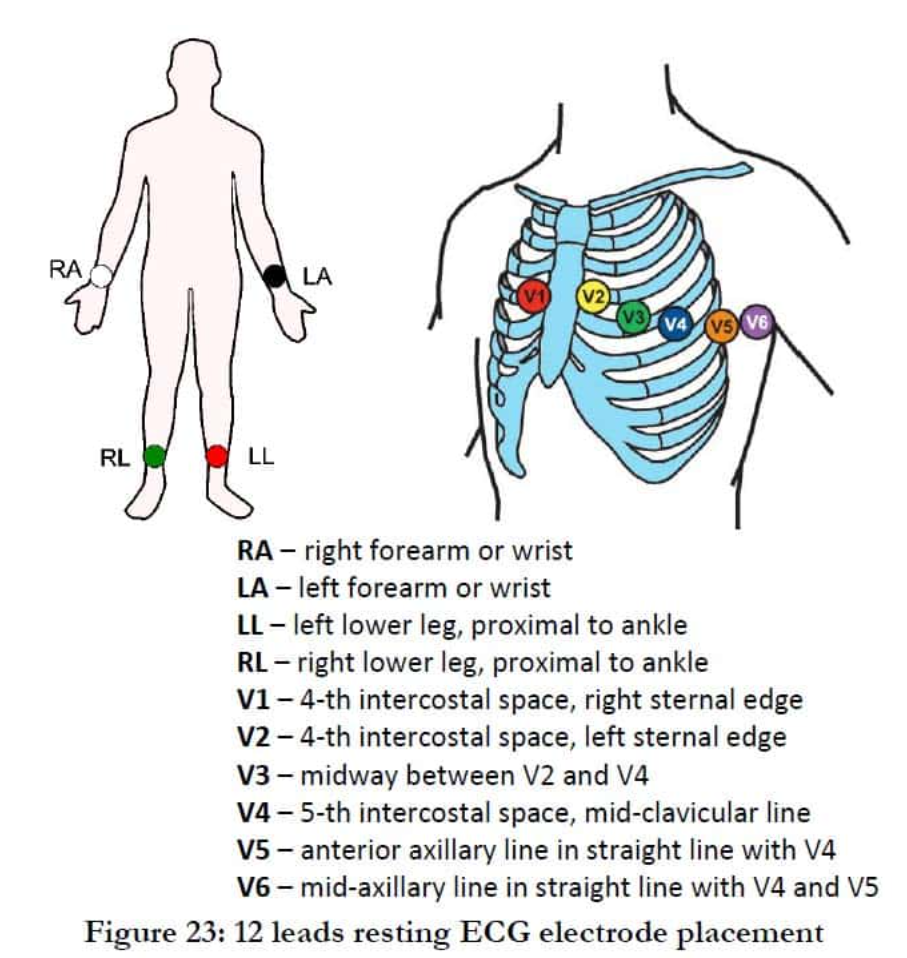 RA
LA
RL
LL
V1
V2
V3
V4
V5
V6
RA – right forearm or wrist
LA – left forearm or wrist
LL – left lower leg, proximal to ankle
RL – right lower leg, proximal to ankle
V1 – 4-th intercostal space, right sternal edge
V2 – 4-th intercostal space, left sternal edge
V3 – midway between V2 and V4
V4 – 5-th intercostal space, mid-clavicular line
V5 – anterior axillary line in straight line with V4
V6 – mid-axillary line in straight line with V4 and V5
Figure 23: 12 leads resting ECG electrode placement